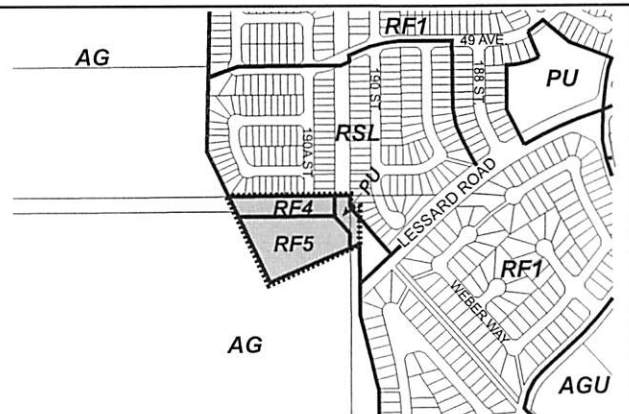 RF1
49 AVE
AG
190 ST
188 ST
PU
RSL
190A ST
PU
LESSARD ROAD
RF4
RF5
RF1
WEBER WAY
AG
AGU